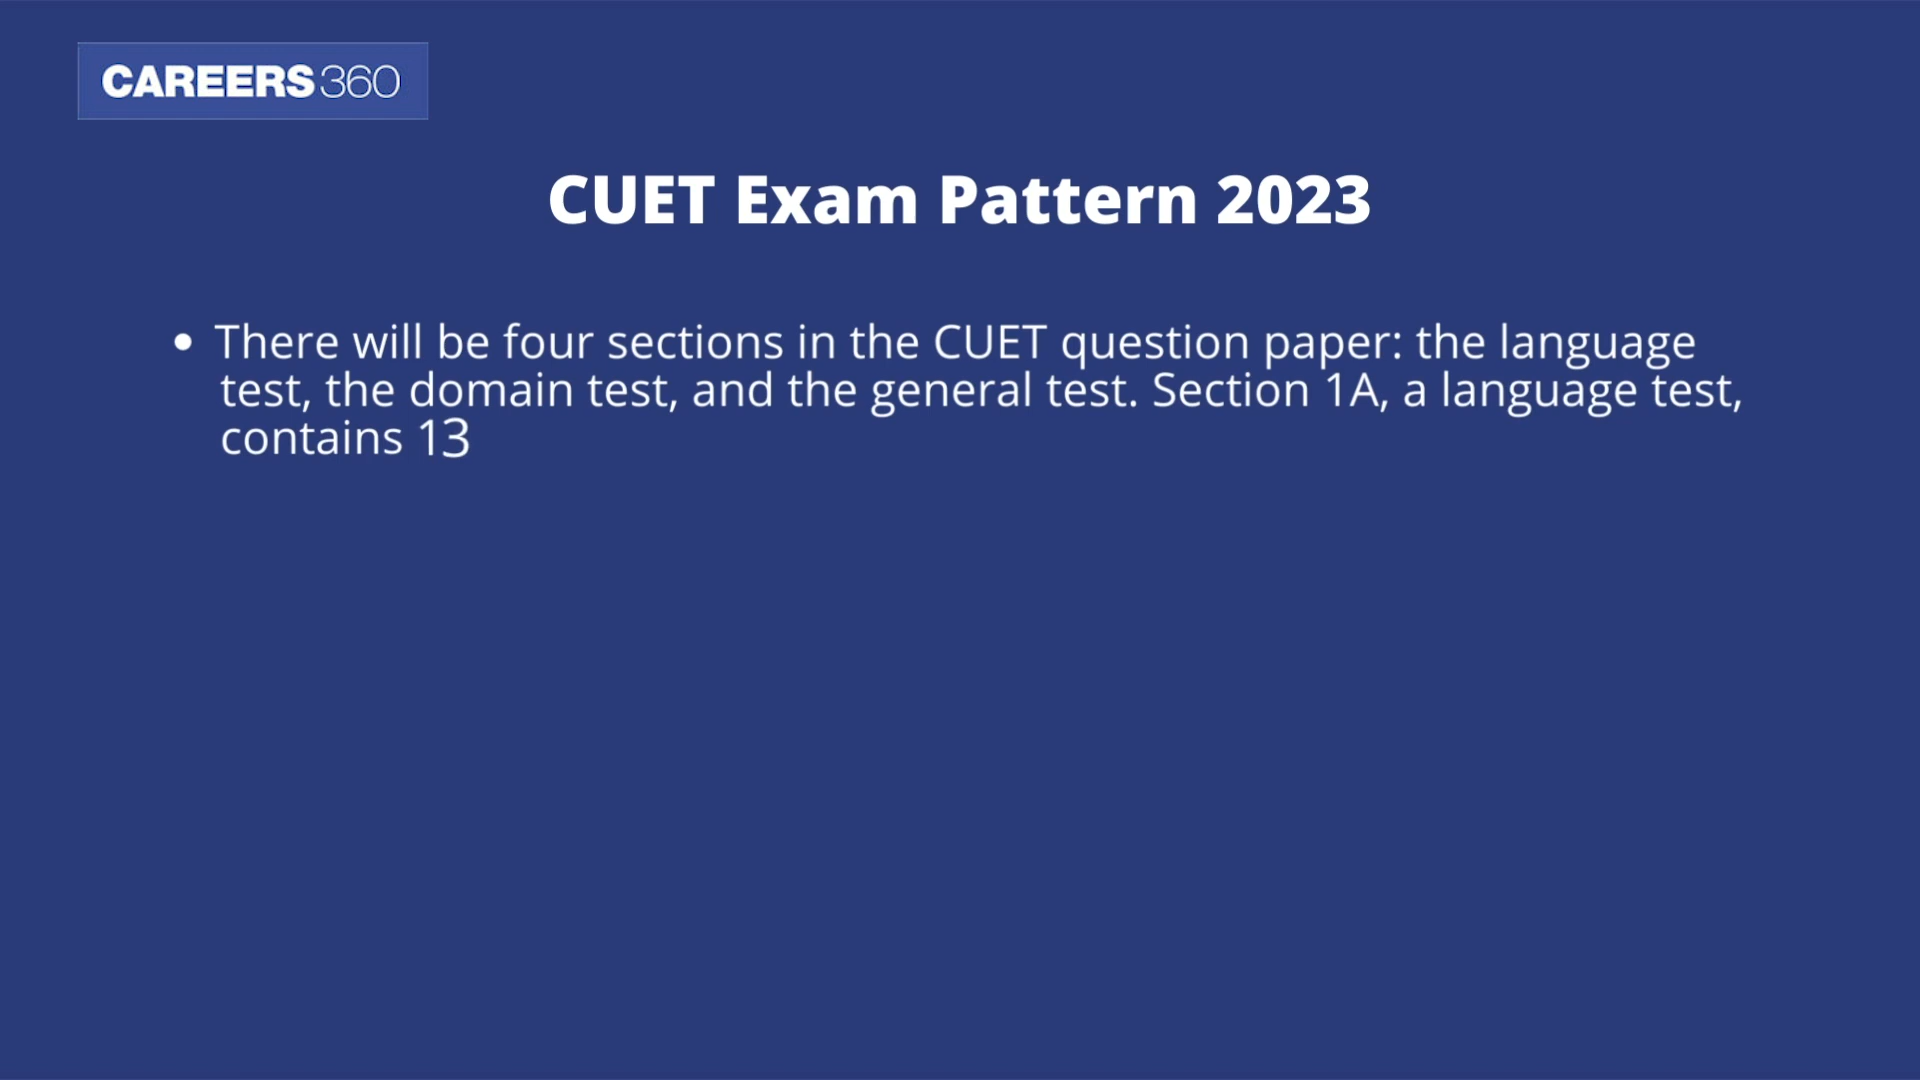 CAREERS360
CUET Exam Pattern 2023
• There will be four sections in the CUET question paper: the language
test, the domain test, and the general test. Section 1A, a language test,
contains 13